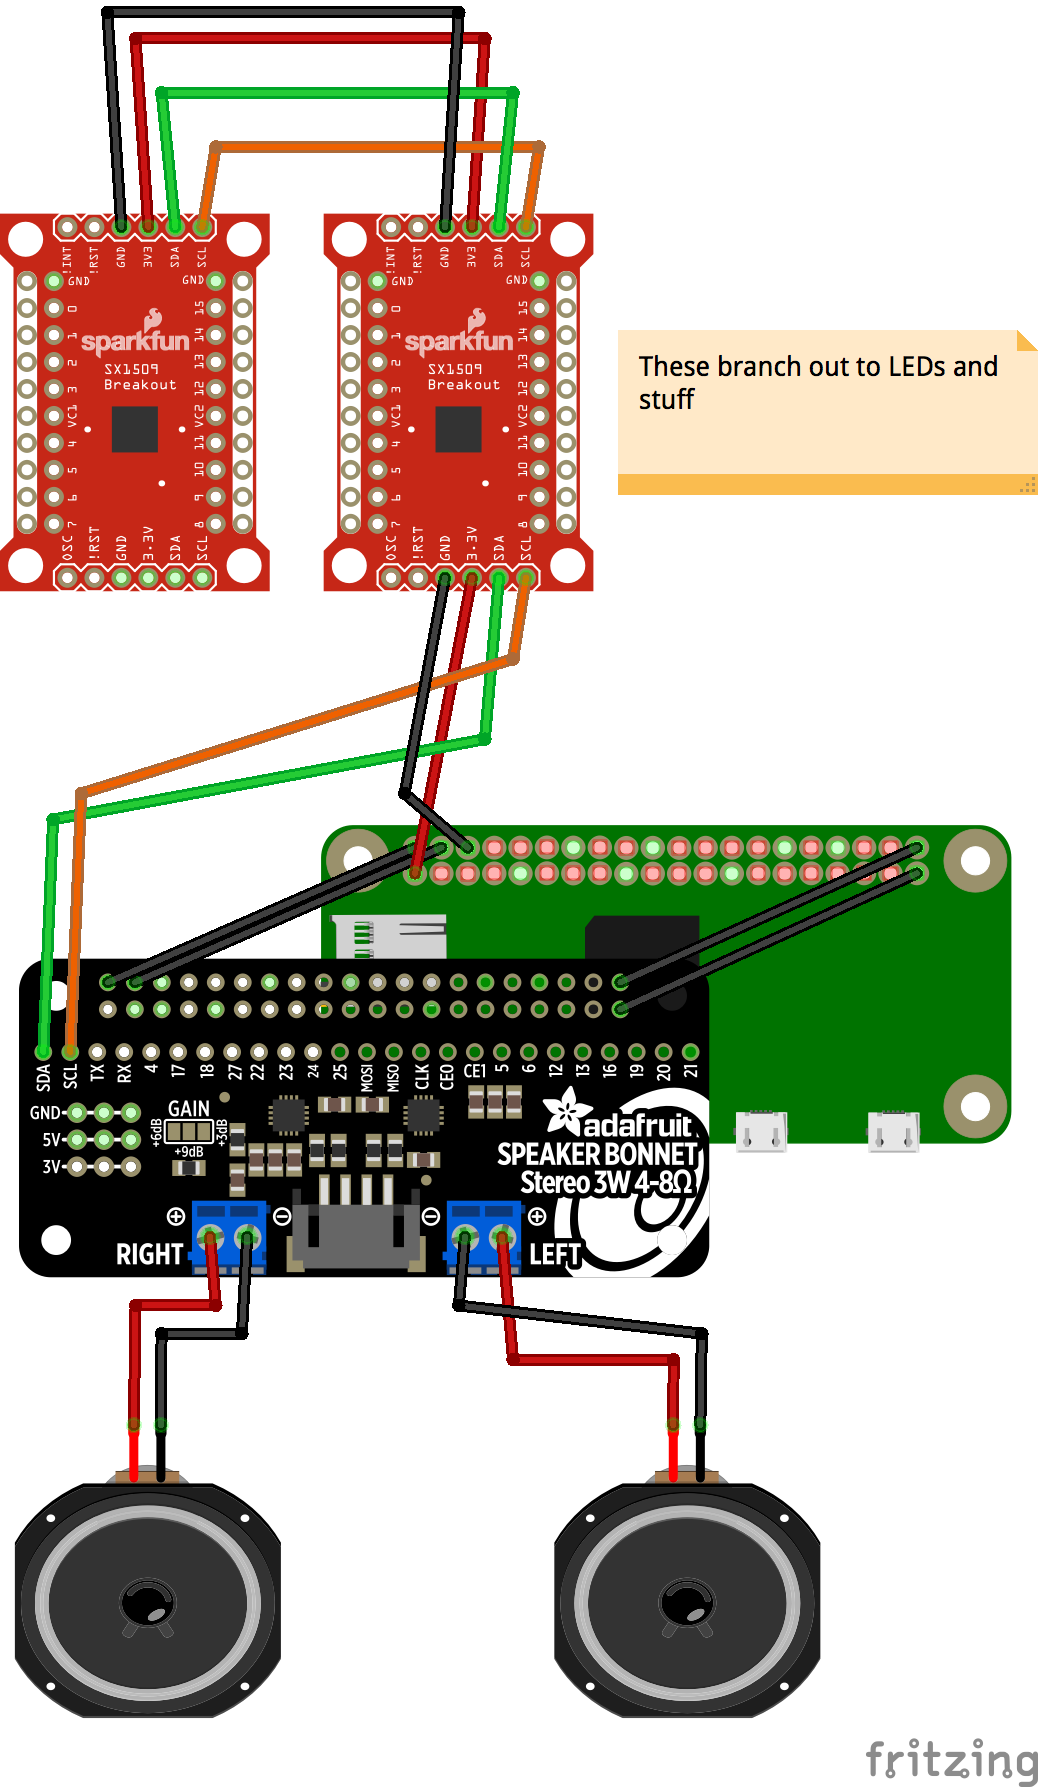 !INT !RST GND 3V3 SDA SCL
GND GND
0 15
1 14
sparkfun
2 13
SX1509
Breakout
3 12
VC1 VC2
4 11
5 10
6 9
7 8
OSC !RST GND 3.3V SDA SCL
!INT !RST GND 3V3 SDA SCL
GND GND
0 15
1 14
sparkfun
2 13
SX1509
Breakout
3 12
VC1 VC2
4 11
5 10
6 9
7 8
OSC !RST GND 3.3V SDA SCL
These branch out to LEDs and
stuff
SDA SCL TX RX 4 17 18 27 22 23 24 25 MOSI MISO CLK CE0 CE1 5 6 12 13 16 19 20 21
GND
5V
3V
GAIN
+6dB
+9dB
+3dB
adafruit
SPEAKER BONNET
Stereo 3W 4-8Ω
+ − − +
RIGHT LEFT
fritzing